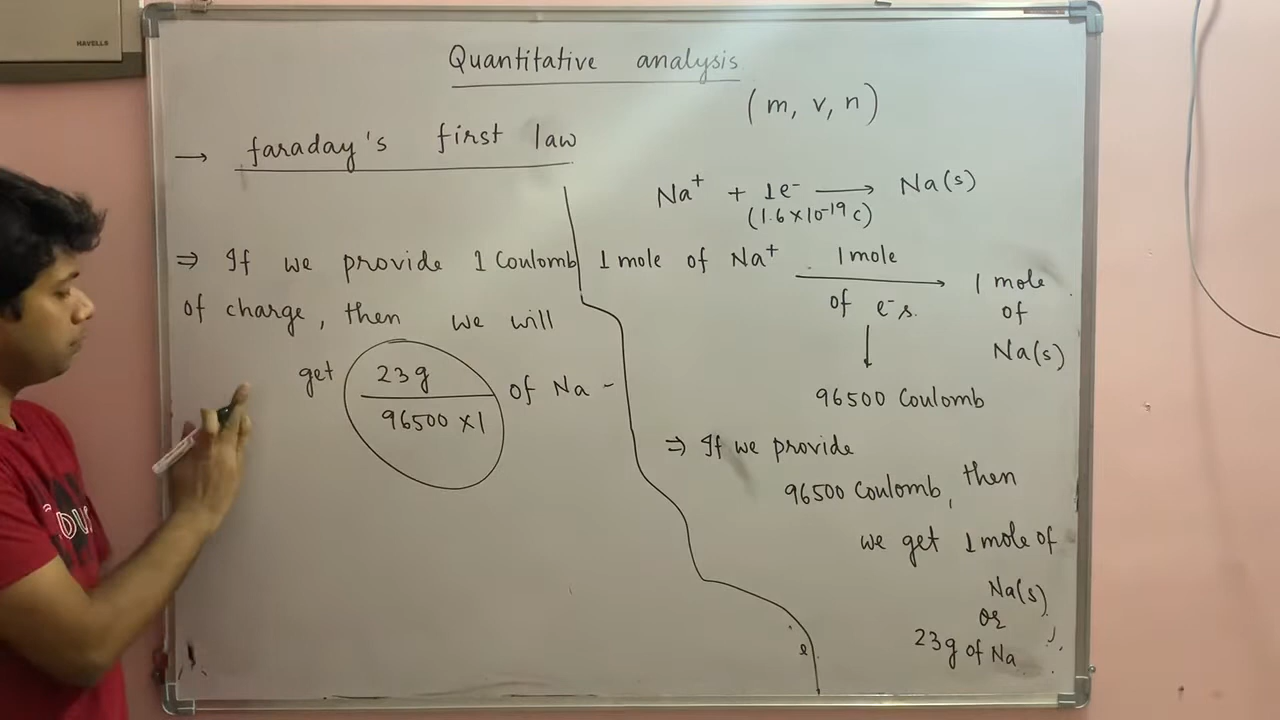 HAVELLS
Quantitative analysis
(m, v, n)
→ faraday's first law
⇒ If we provide 1 Coulomb
of charge, then we will
get 23g / 96500 × 1 of Na -
Na⁺ + 1e⁻ ⟶ Na(s)
(1.6 × 10⁻¹⁹ C)
1 mole of Na⁺ 1 mole of e⁻s. ⟶ 1 mole of Na(s)
↓
96500 Coulomb
⇒ If we provide
96500 Coulomb, then
we get 1 mole of
Na(s)
or
23g of Na